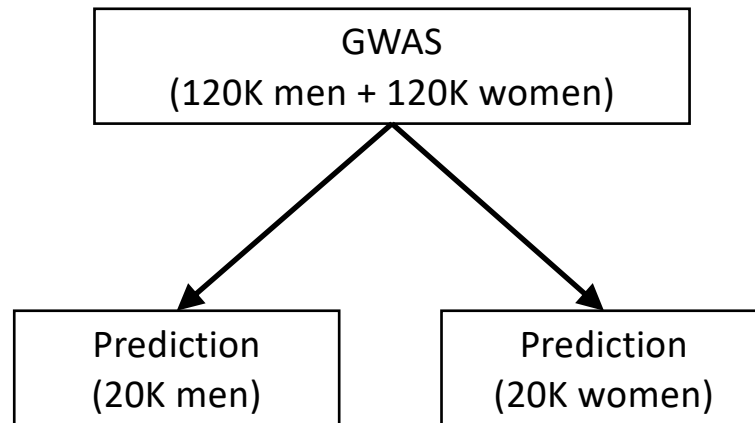 GWAS
(120K men + 120K women)
Prediction
(20K men)
Prediction
(20K women)